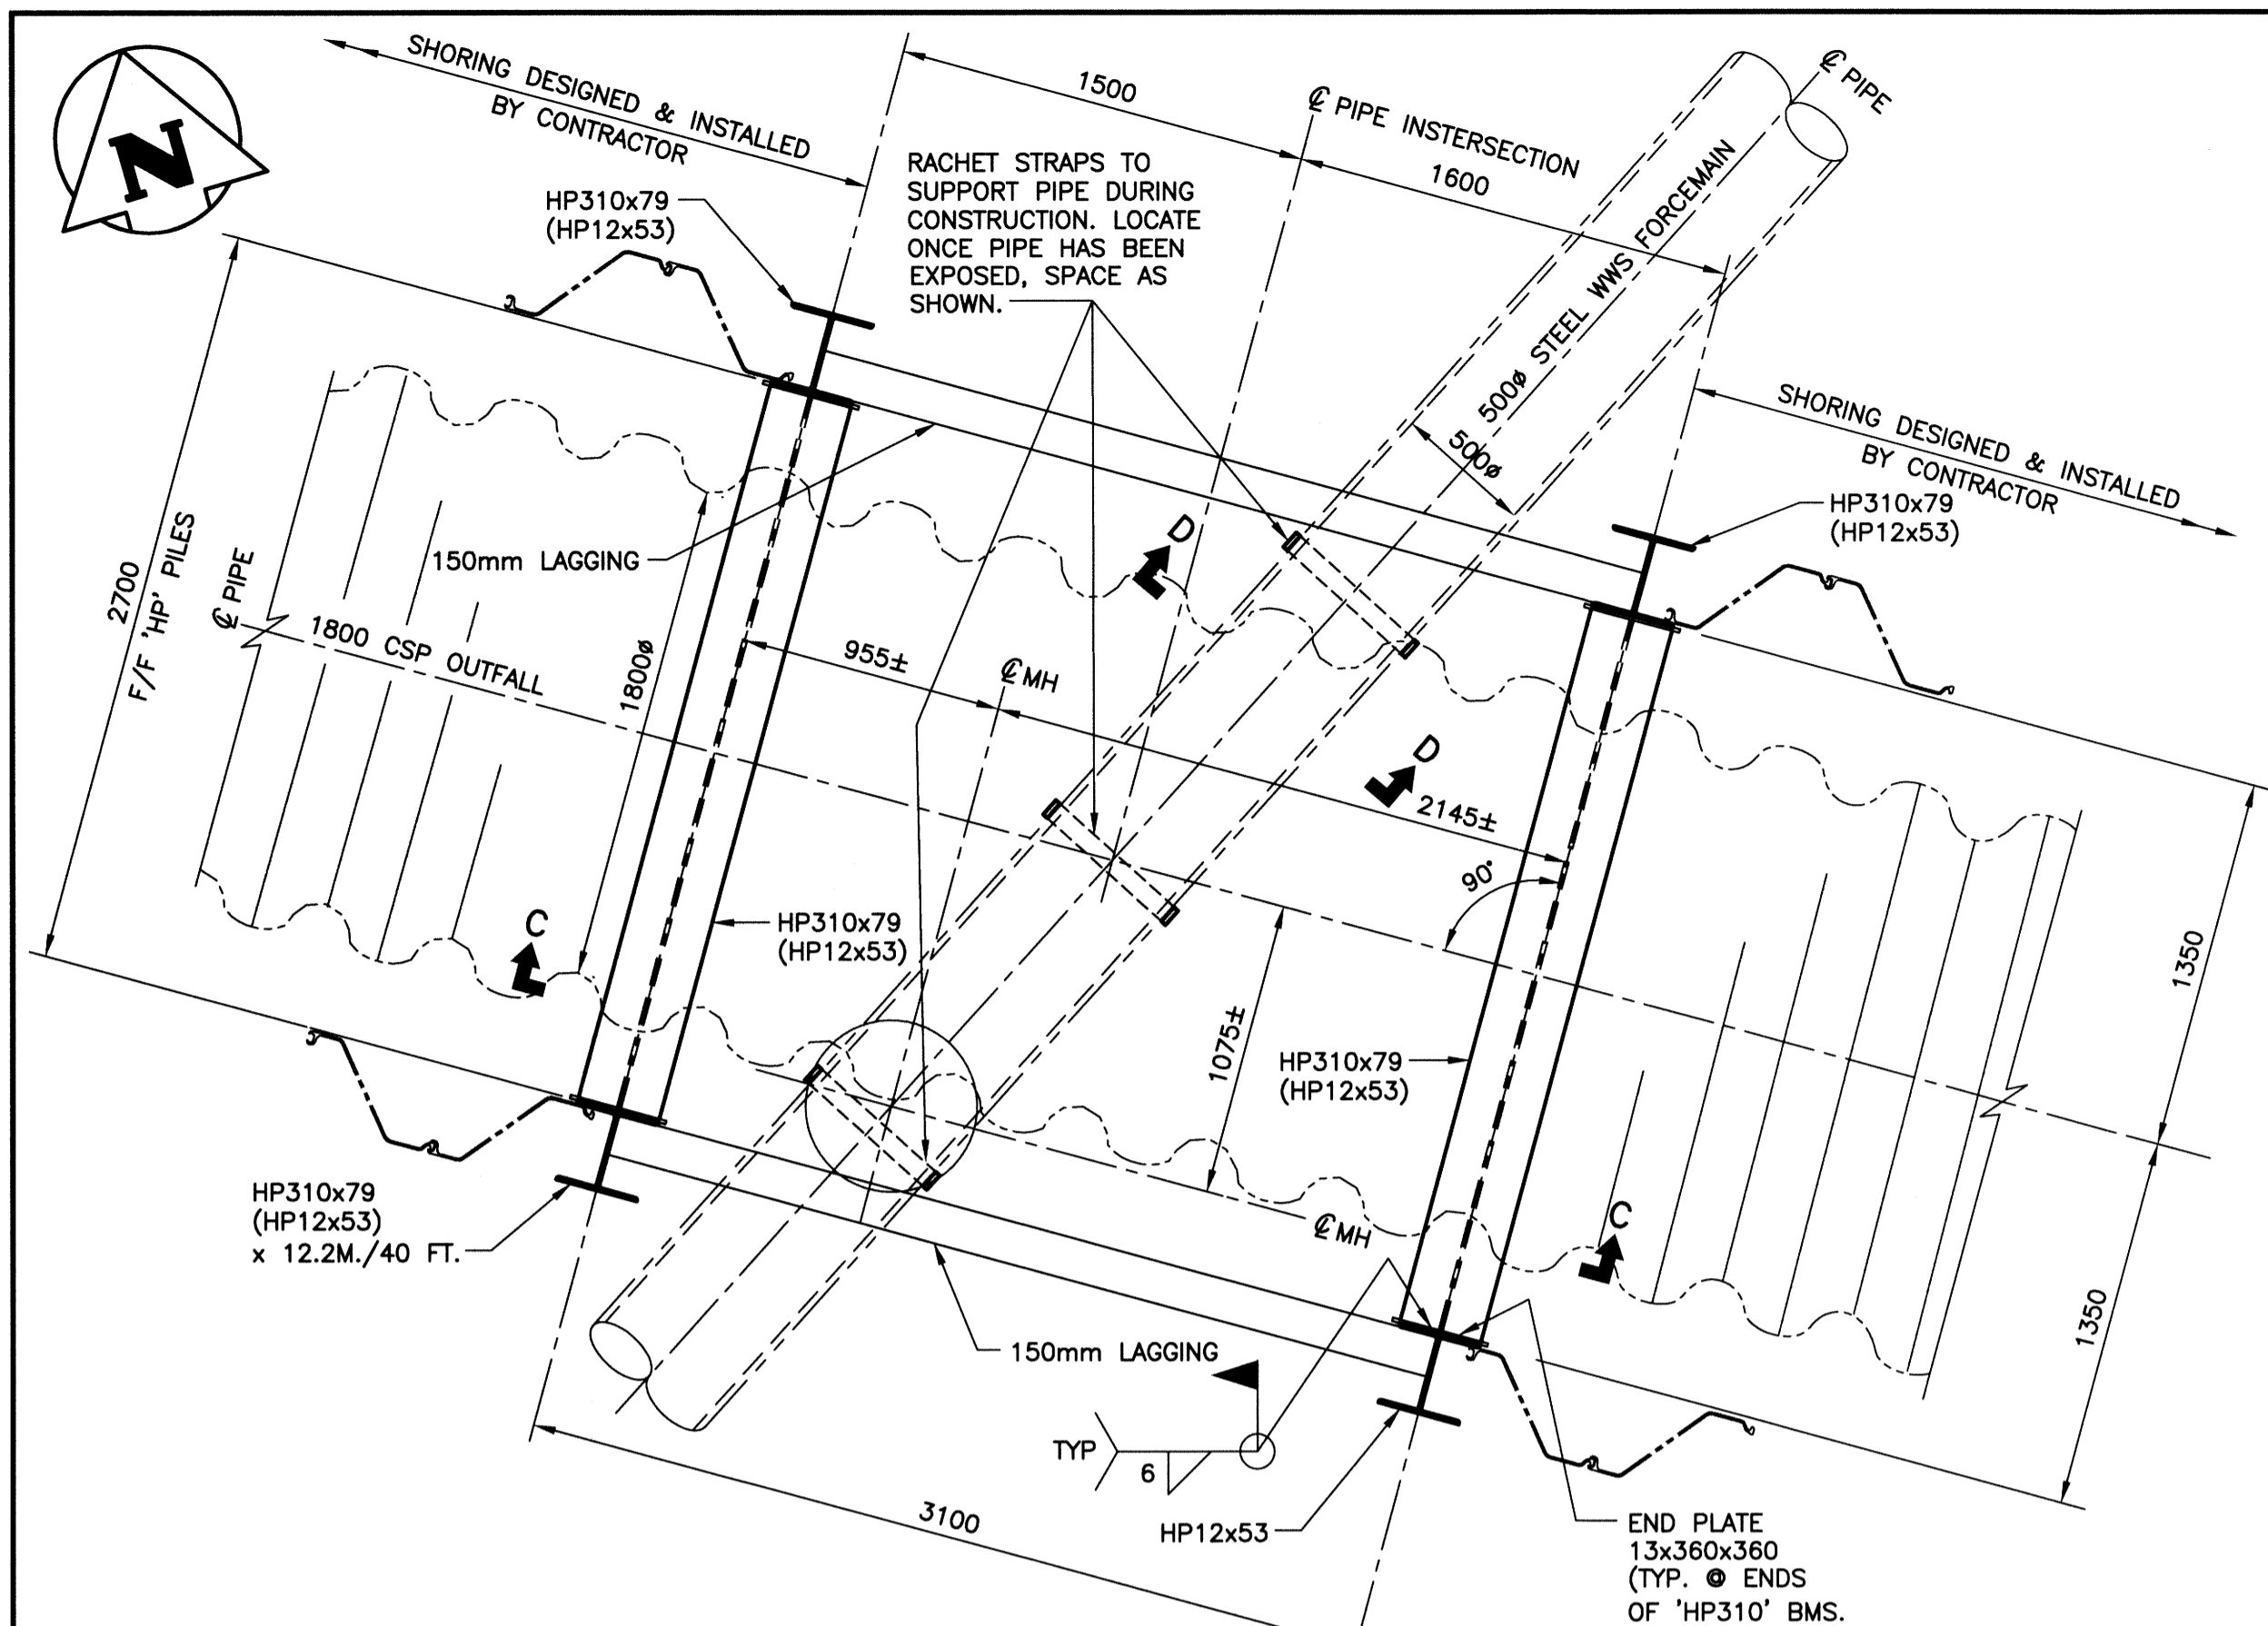 N
SHORING DESIGNED & INSTALLED
BY CONTRACTOR
1500
℄ PIPE INSTERSECTION
1600
℄ PIPE
HP310x79
(HP12x53)
RACHET STRAPS TO
SUPPORT PIPE DURING
CONSTRUCTION. LOCATE
ONCE PIPE HAS BEEN
EXPOSED, SPACE AS
SHOWN.
500ø STEEL WWS FORCEMAIN
500ø
SHORING DESIGNED & INSTALLED
BY CONTRACTOR
HP310x79
(HP12x53)
150mm LAGGING
D
2700
F/F 'HP' PILES
℄ PIPE
1800 CSP OUTFALL
1800ø
955±
℄ MH
D
2145±
90°
C
HP310x79
(HP12x53)
1075±
HP310x79
(HP12x53)
1350
HP310x79
(HP12x53)
x 12.2M./40 FT.
℄ MH
C
1350
150mm LAGGING
TYP
6
3100
HP12x53
END PLATE
13x360x360
(TYP. @ ENDS
OF 'HP310' BMS.